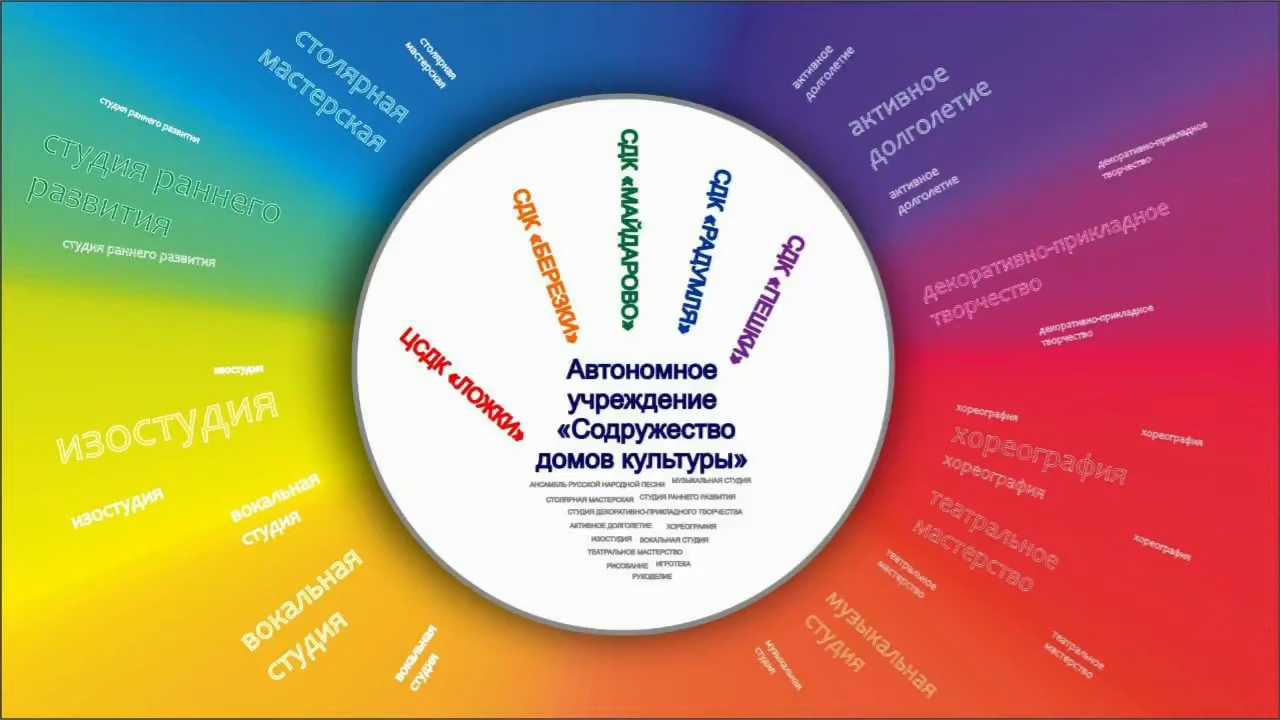 столярная
мастерская
столярная
мастерская
студия раннего развития
студия раннего
развития
студия раннего развития
изостудия
изостудия
изостудия
вокальная
студия
вокальная
студия
вокальная
студия
ЦСДК «ЛОЖКИ»
СДК «БЕРЕЗКИ»
СДК «МАЙДАРОВО»
СДК «РАДУМЛЯ»
СДК «ПЕШКИ»
Автономное
учреждение
«Содружество
домов культуры»
АНСАМБЛЬ РУССКОЙ НАРОДНОЙ ПЕСНИ
МУЗЫКАЛЬНАЯ СТУДИЯ
СТОЛЯРНАЯ МАСТЕРСКАЯ
СТУДИЯ РАННЕГО РАЗВИТИЯ
СТУДИЯ ДЕКОРАТИВНО-ПРИКЛАДНОГО ТВОРЧЕСТВА
АКТИВНОЕ ДОЛГОЛЕТИЕ
ХОРЕОГРАФИЯ
ИЗОСТУДИЯ
ВОКАЛЬНАЯ СТУДИЯ
ТЕАТРАЛЬНОЕ МАСТЕРСТВО
РИСОВАНИЕ
ИГРОТЕКА
РУКОДЕЛИЕ
активное
долголетие
активное
долголетие
активное
долголетие
декоративно-прикладное
творчество
декоративно-прикладное
творчество
декоративно-прикладное
творчество
хореография
хореография
хореография
хореография
хореография
театральное
мастерство
театральное
мастерство
театральное
мастерство
музыкальная
студия
музыкальная
студия